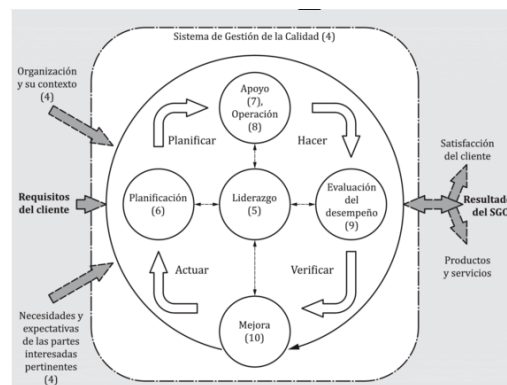 Sistema de Gestión de la Calidad (4)
Organización
y su contexto
(4)
Apoyo
(7),
Operación
(8)
Planificar
Hacer
Satisfacción
del cliente
Requisitos
del cliente
Planificación
(6)
Liderazgo
(5)
Evaluación
del
desempeño
(9)
Resultado
del SGC
Actuar
Verificar
Productos
y servicios
Mejora
(10)
Necesidades y
expectativas
de las partes
interesadas
pertinentes
(4)